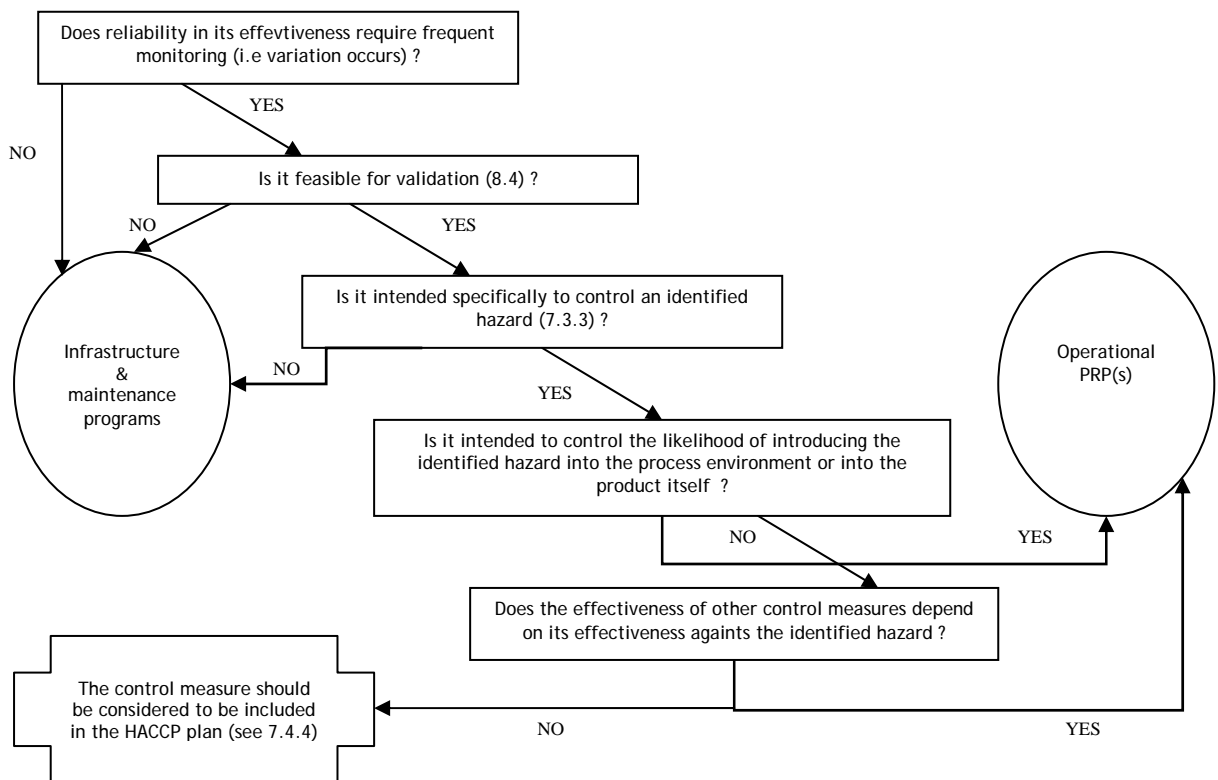 Does reliability in its effevtiveness require frequent
monitoring (i.e variation occurs) ?
YES
NO
Is it feasible for validation (8.4) ?
NO
YES
Is it intended specifically to control an identified
hazard (7.3.3) ?
Infrastructure
&
maintenance
programs
Operational
PRP(s)
NO
YES
Is it intended to control the likelihood of introducing the
identified hazard into the process environment or into the
product itself ?
NO
YES
Does the effectiveness of other control measures depend
on its effectiveness againts the identified hazard ?
The control measure should
be considered to be included
in the HACCP plan (see 7.4.4)
NO
YES